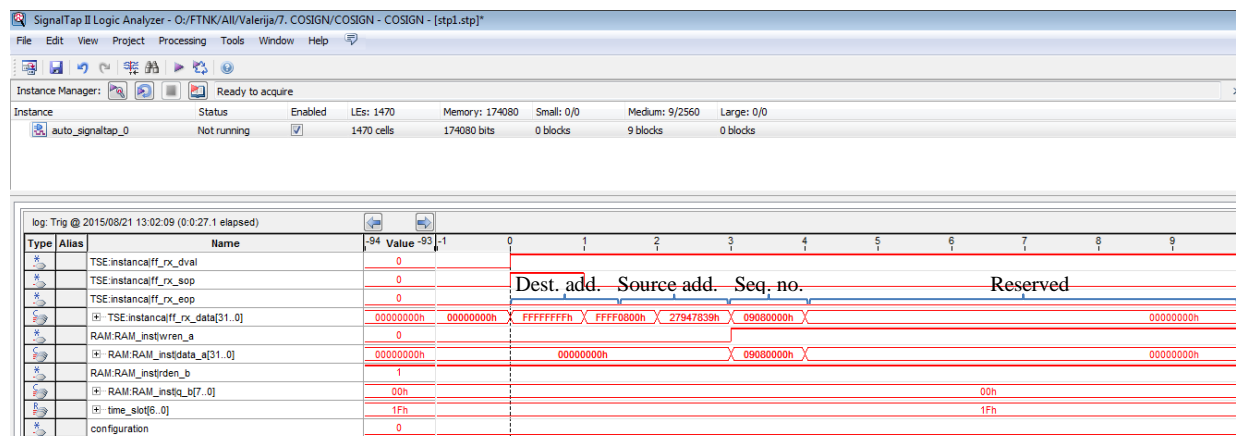 SignalTap II Logic Analyzer - O:/FTNK/All/Valerija/7. COSIGN/COSIGN - COSIGN - [stp1.stp]*
File Edit View Project Processing Tools Window Help
Instance Manager: Ready to acquire
Instance Status Enabled LEs: 1470 Memory: 174080 Small: 0/0 Medium: 9/2560 Large: 0/0
auto_signaltap_0 Not running 1470 cells 174080 bits 0 blocks 9 blocks 0 blocks
log: Trig @ 2015/08/21 13:02:09 (0:0:27.1 elapsed)
Type Alias Name -94 Value -93 -1 0 1 2 3 4 5 6 7 8 9
TSE:instanca|ff_rx_dval 0
TSE:instanca|ff_rx_sop 0 Dest. add. Source add. Seq. no. Reserved
TSE:instanca|ff_rx_eop 0
TSE:instanca|ff_rx_data[31..0] 00000000h 00000000h FFFFFFFFh FFFF0800h 27947839h 09080000h 00000000h
RAM:RAM_inst|wren_a 0
RAM:RAM_inst|data_a[31..0] 00000000h 00000000h 09080000h 00000000h
RAM:RAM_inst|rden_b 1
RAM:RAM_inst|q_b[7..0] 00h 00h
time_slot[6..0] 1Fh 1Fh
configuration 0